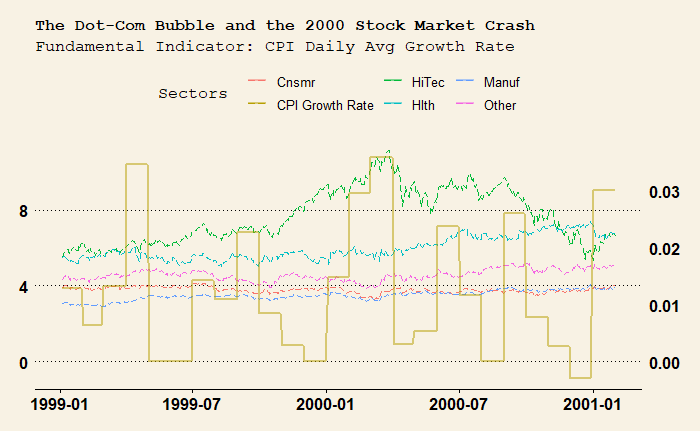 The Dot-Com Bubble and the 2000 Stock Market Crash
Fundamental Indicator: CPI Daily Avg Growth Rate
Sectors
Cnsmr HiTec Manuf
CPI Growth Rate Hlth Other
8
4
0
0.03
0.02
0.01
0.00
1999-01 1999-07 2000-01 2000-07 2001-01